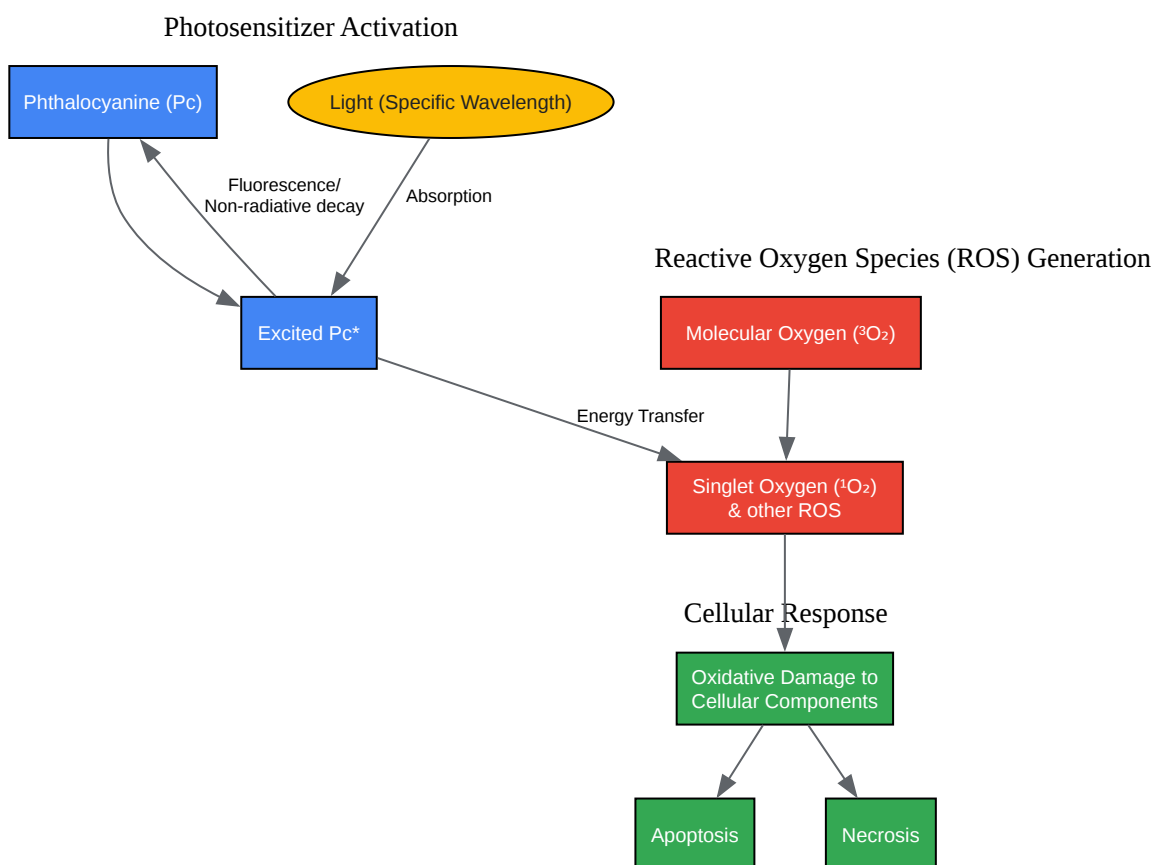 Photosensitizer Activation
Phthalocyanine (Pc)
Light (Specific Wavelength)
Fluorescence/
Non-radiative decay
Absorption
Reactive Oxygen Species (ROS) Generation
Excited Pc*
Molecular Oxygen (³O₂)
Energy Transfer
Singlet Oxygen (¹O₂)
& other ROS
Cellular Response
Oxidative Damage to
Cellular Components
Apoptosis
Necrosis